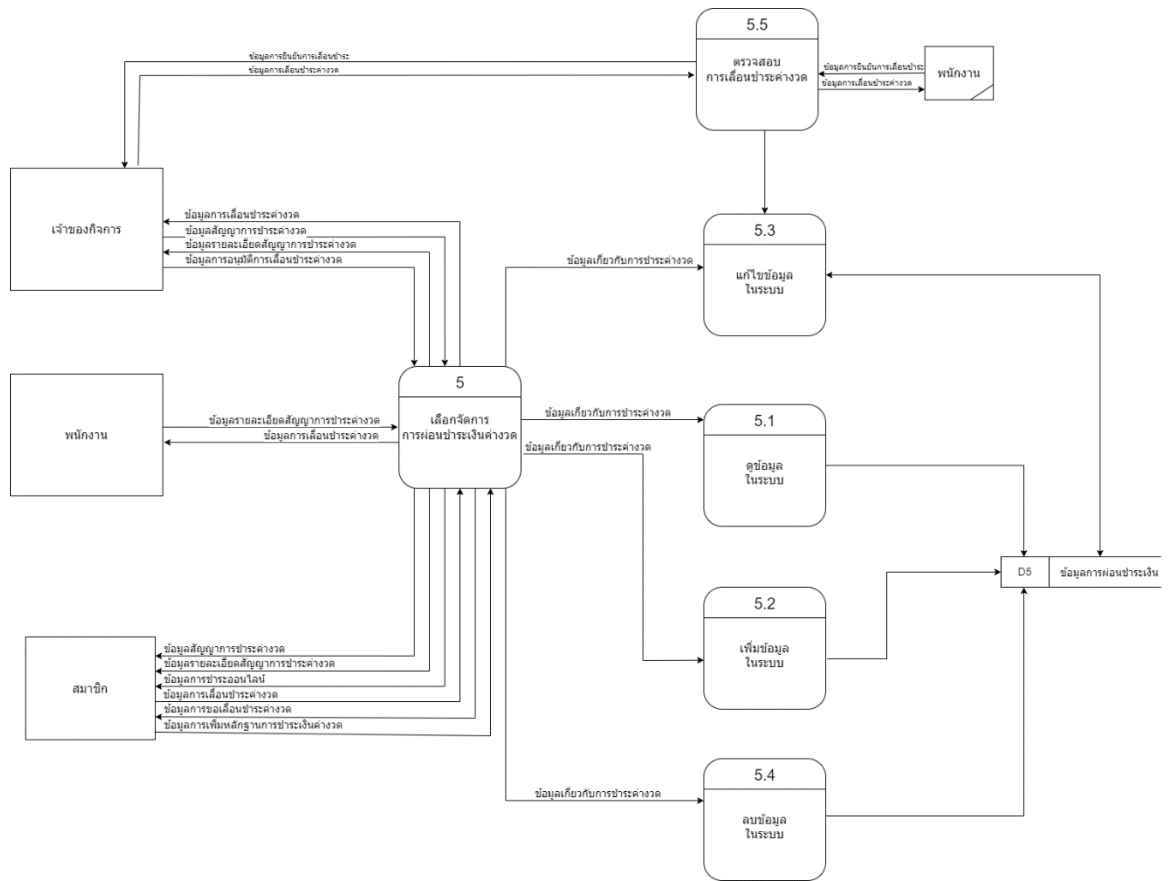 5.5
ตรวจสอบ
การเลื่อนชำระค่างวด
ข้อมูลการยืนยันการเลื่อนชำระ
ข้อมูลการเลื่อนชำระค่างวด
ข้อมูลการยืนยันการเลื่อนชำระ
ข้อมูลการเลื่อนชำระค่างวด
พนักงาน
เจ้าของกิจการ
ข้อมูลการเลื่อนชำระค่างวด
ข้อมูลสัญญาการชำระค่างวด
ข้อมูลรายละเอียดสัญญาการชำระค่างวด
ข้อมูลการอนุมัติการเลื่อนชำระค่างวด
5.3
แก้ไขข้อมูล
ในระบบ
ข้อมูลเกี่ยวกับการชำระค่างวด
พนักงาน
ข้อมูลรายละเอียดสัญญาการชำระค่างวด
ข้อมูลการเลื่อนชำระค่างวด
5
เลือกจัดการ
การผ่อนชำระเงินค่างวด
ข้อมูลเกี่ยวกับการชำระค่างวด
ข้อมูลเกี่ยวกับการชำระค่างวด
5.1
ดูข้อมูล
ในระบบ
D5
ข้อมูลการผ่อนชำระเงิน
5.2
เพิ่มข้อมูล
ในระบบ
สมาชิก
ข้อมูลสัญญาการชำระค่างวด
ข้อมูลรายละเอียดสัญญาการชำระค่างวด
ข้อมูลการชำระออนไลน์
ข้อมูลการเลื่อนชำระค่างวด
ข้อมูลการขอเลื่อนชำระค่างวด
ข้อมูลการเพิ่มหลักฐานการชำระเงินค่างวด
ข้อมูลเกี่ยวกับการชำระค่างวด
5.4
ลบข้อมูล
ในระบบ